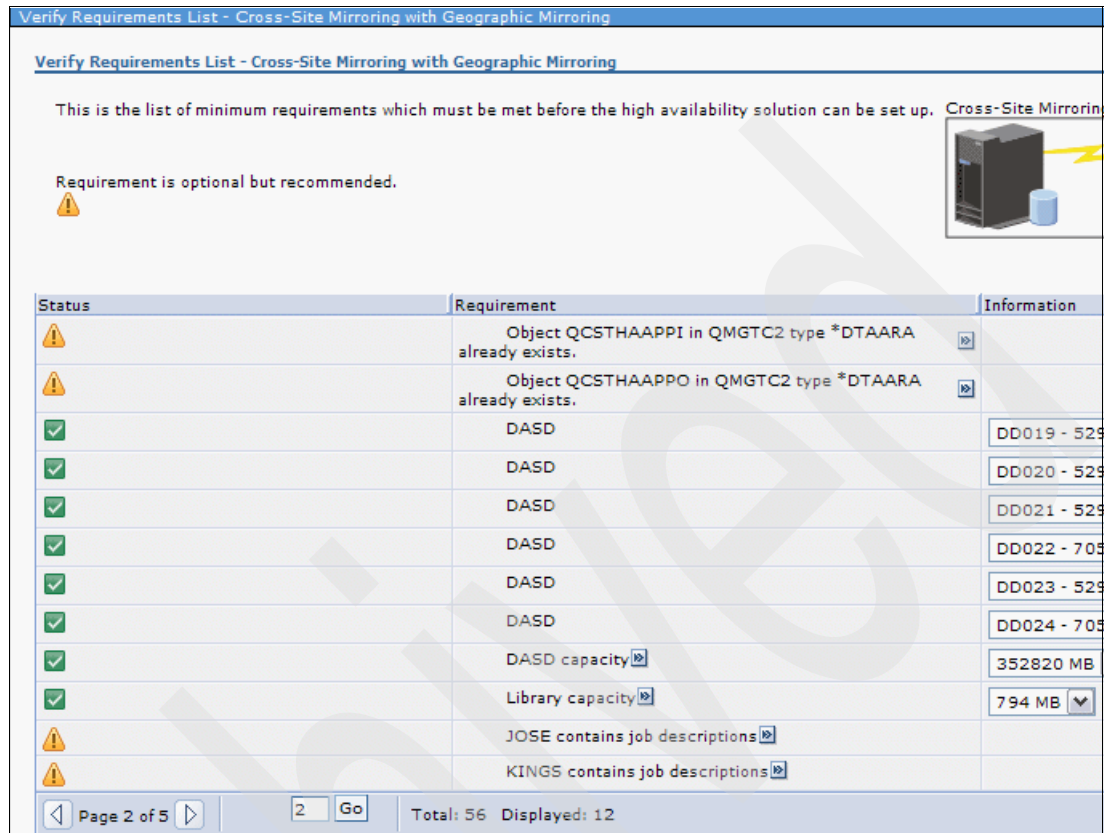 Verify Requirements List - Cross-Site Mirroring with Geographic Mirroring
Verify Requirements List - Cross-Site Mirroring with Geographic Mirroring
This is the list of minimum requirements which must be met before the high availability solution can be set up. Cross-Site Mirroring
Requirement is optional but recommended.
Status Requirement Information
Object QCSTHAAPPI in QMGTC2 type *DTAARA
already exists.
Object QCSTHAAPPO in QMGTC2 type *DTAARA
already exists.
DASD DD019 - 529
DASD DD020 - 529
DASD DD021 - 529
DASD DD022 - 705
DASD DD023 - 529
DASD DD024 - 705
DASD capacity 352820 MB
Library capacity 794 MB
JOSE contains job descriptions
KINGS contains job descriptions
Page 2 of 5 2 Go Total: 56 Displayed: 12